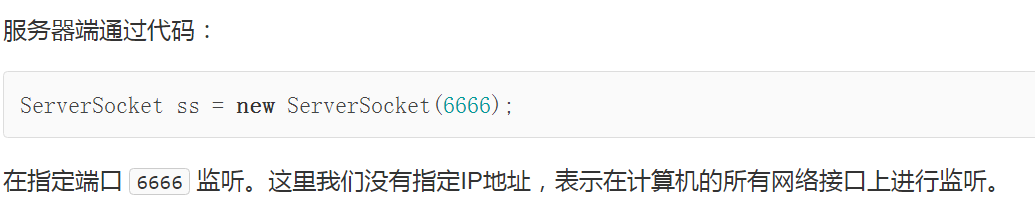 服务器端通过代码：
ServerSocket ss = new ServerSocket(6666);
在指定端口 6666 监听。这里我们没有指定IP地址，表示在计算机的所有网络接口上进行监听。